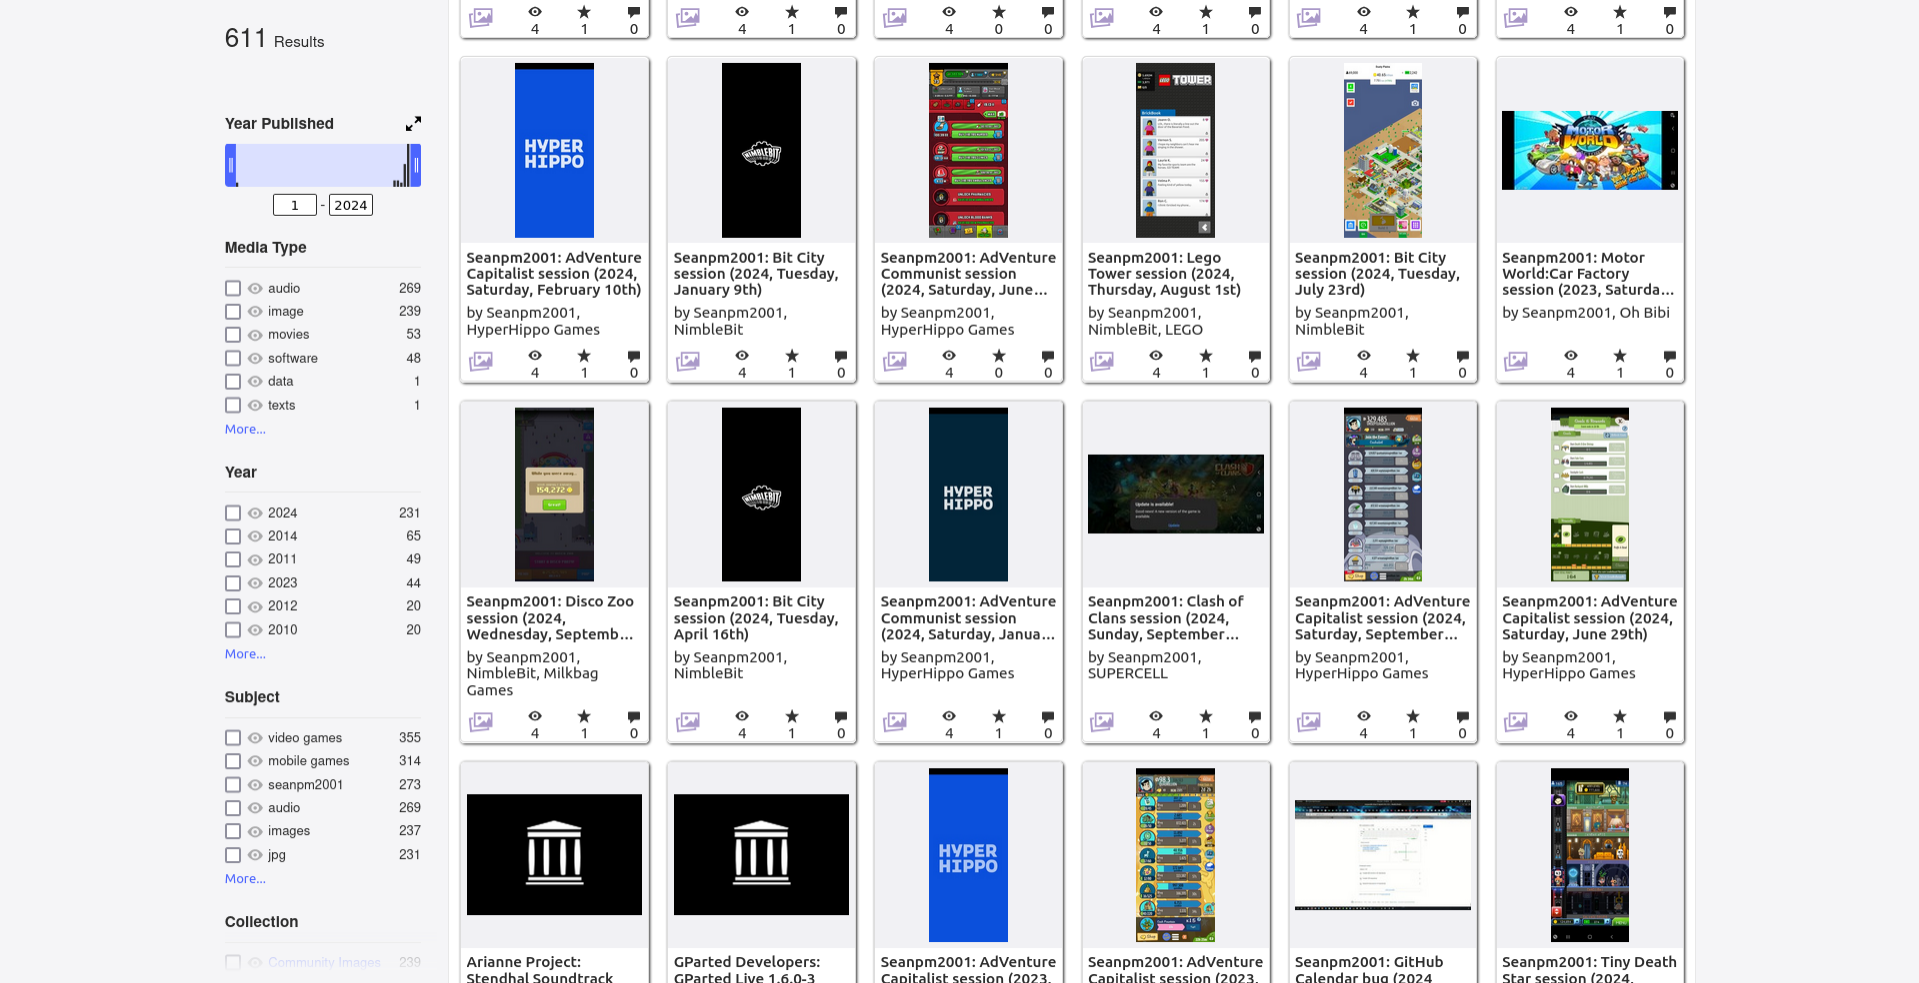 611 Results
Year Published
1 - 2024
Media Type
audio 269
image 239
movies 53
software 48
data 1
texts 1
More...
Year
2024 231
2014 65
2011 49
2023 44
2012 20
2010 20
More...
Subject
video games 355
mobile games 314
seanpm2001 273
audio 269
images 237
jpg 231
More...
Collection
Community Images 239
4 1 0
4 1 0
4 0 0
4 1 0
4 1 0
4 1 0
HYPER
HIPPO
Seanpm2001: AdVenture
Capitalist session (2024,
Saturday, February 10th)
by Seanpm2001,
HyperHippo Games
4 1 0
NIMBLEBIT
Seanpm2001: Bit City
session (2024, Tuesday,
January 9th)
by Seanpm2001,
NimbleBit
4 1 0
Seanpm2001: AdVenture
Communist session
(2024, Saturday, June...
by Seanpm2001,
HyperHippo Games
4 0 0
LEGO TOWER
Seanpm2001: Lego
Tower session (2024,
Thursday, August 1st)
by Seanpm2001,
NimbleBit, LEGO
4 1 0
Seanpm2001: Bit City
session (2024, Tuesday,
July 23rd)
by Seanpm2001,
NimbleBit
4 1 0
MOTOR
WORLD
Seanpm2001: Motor
World:Car Factory
session (2023, Saturda...
by Seanpm2001, Oh Bibi
4 1 0
154,272
Seanpm2001: Disco Zoo
session (2024,
Wednesday, Septemb...
by Seanpm2001,
NimbleBit, Milkbag
Games
4 1 0
NIMBLEBIT
Seanpm2001: Bit City
session (2024, Tuesday,
April 16th)
by Seanpm2001,
NimbleBit
4 1 0
HYPER
HIPPO
Seanpm2001: AdVenture
Communist session
(2024, Saturday, Janua...
by Seanpm2001,
HyperHippo Games
4 1 0
CLASH
Update is available!
Update
Seanpm2001: Clash of
Clans session (2024,
Sunday, September...
by Seanpm2001,
SUPERCELL
4 1 0
329.485
Seanpm2001: AdVenture
Capitalist session (2024,
Saturday, September...
by Seanpm2001,
HyperHippo Games
4 1 0
Seanpm2001: AdVenture
Capitalist session (2024,
Saturday, June 29th)
by Seanpm2001,
HyperHippo Games
4 1 0
Arianne Project:
Stendhal Soundtrack
GParted Developers:
GParted Live 1.6.0-3
HYPER
HIPPO
Seanpm2001: AdVenture
Capitalist session (2023,
Seanpm2001: AdVenture
Capitalist session (2023,
Seanpm2001: GitHub
Calendar bug (2024
Seanpm2001: Tiny Death
Star session (2024,